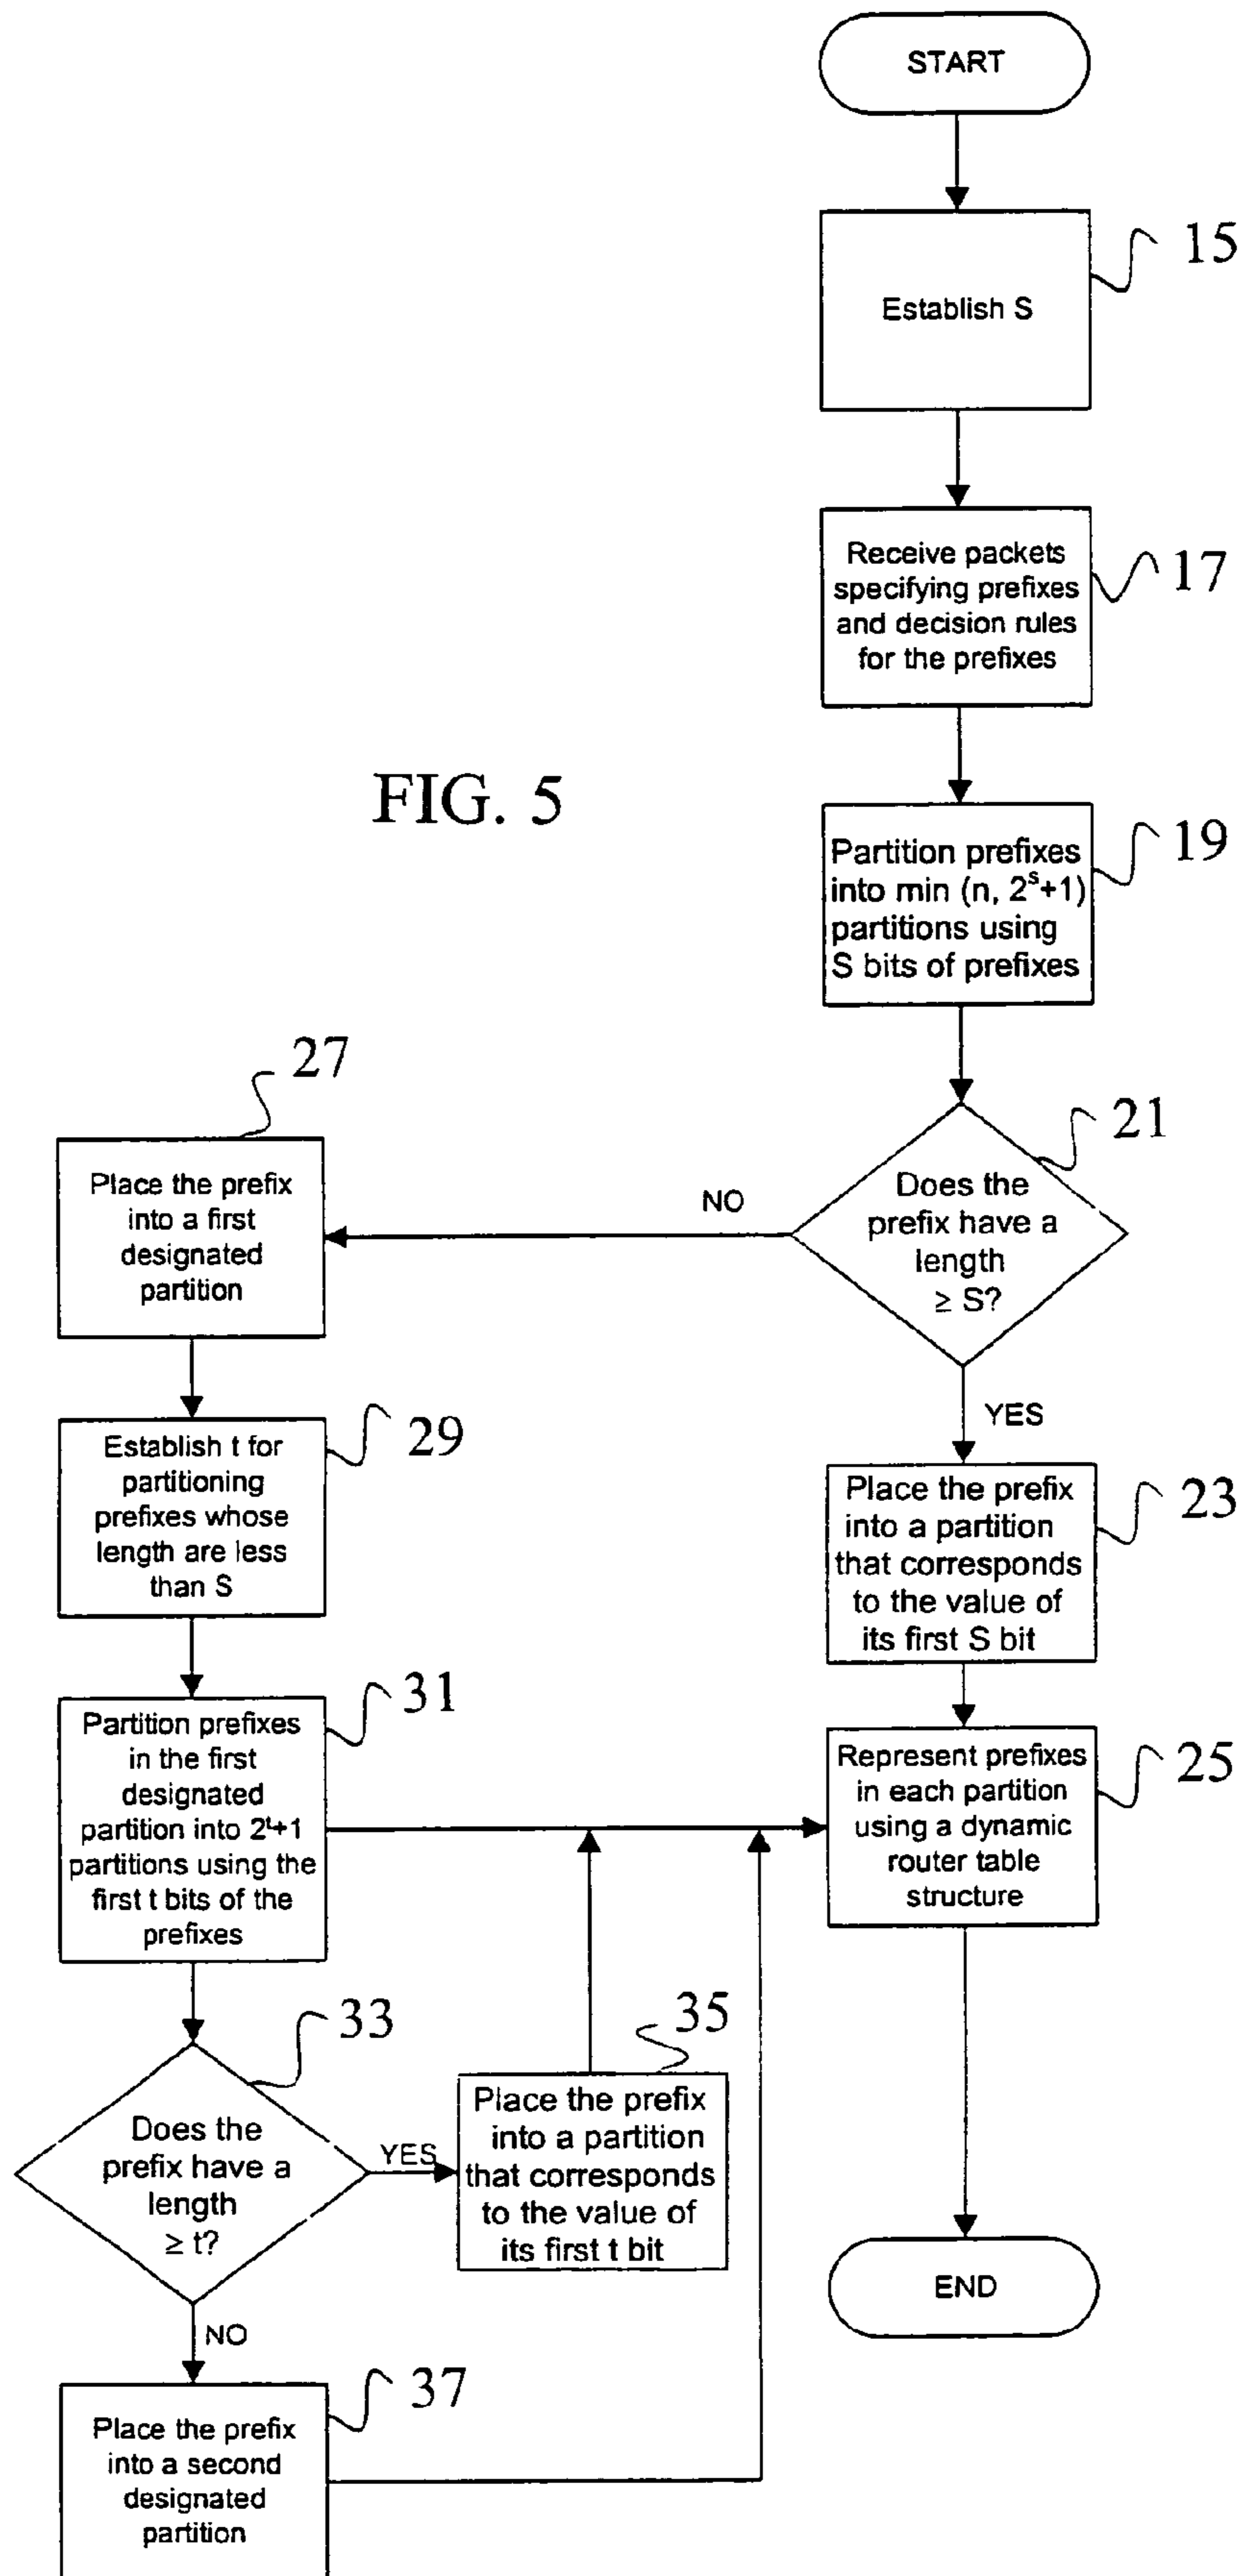 START
Establish S
15
Receive packets
specifying prefixes
and decision rules
for the prefixes
17
FIG. 5
Partition prefixes
into min (n, 2^s+1)
partitions using
S bits of prefixes
19
Does the
prefix have a
length
≥ S?
21
NO
YES
27
Place the prefix
into a first
designated
partition
Establish t for
partitioning
prefixes whose
length are less
than S
29
Place the prefix
into a partition
that corresponds
to the value of
its first S bit
23
Partition prefixes
in the first
designated
partition into 2^t+1
partitions using the
first t bits of the
prefixes
31
Represent prefixes
in each partition
using a dynamic
router table
structure
25
Does the
prefix have a
length
≥ t?
33
YES
NO
35
Place the prefix
into a partition
that corresponds
to the value of
its first t bit
END
Place the prefix
into a second
designated
partition
37